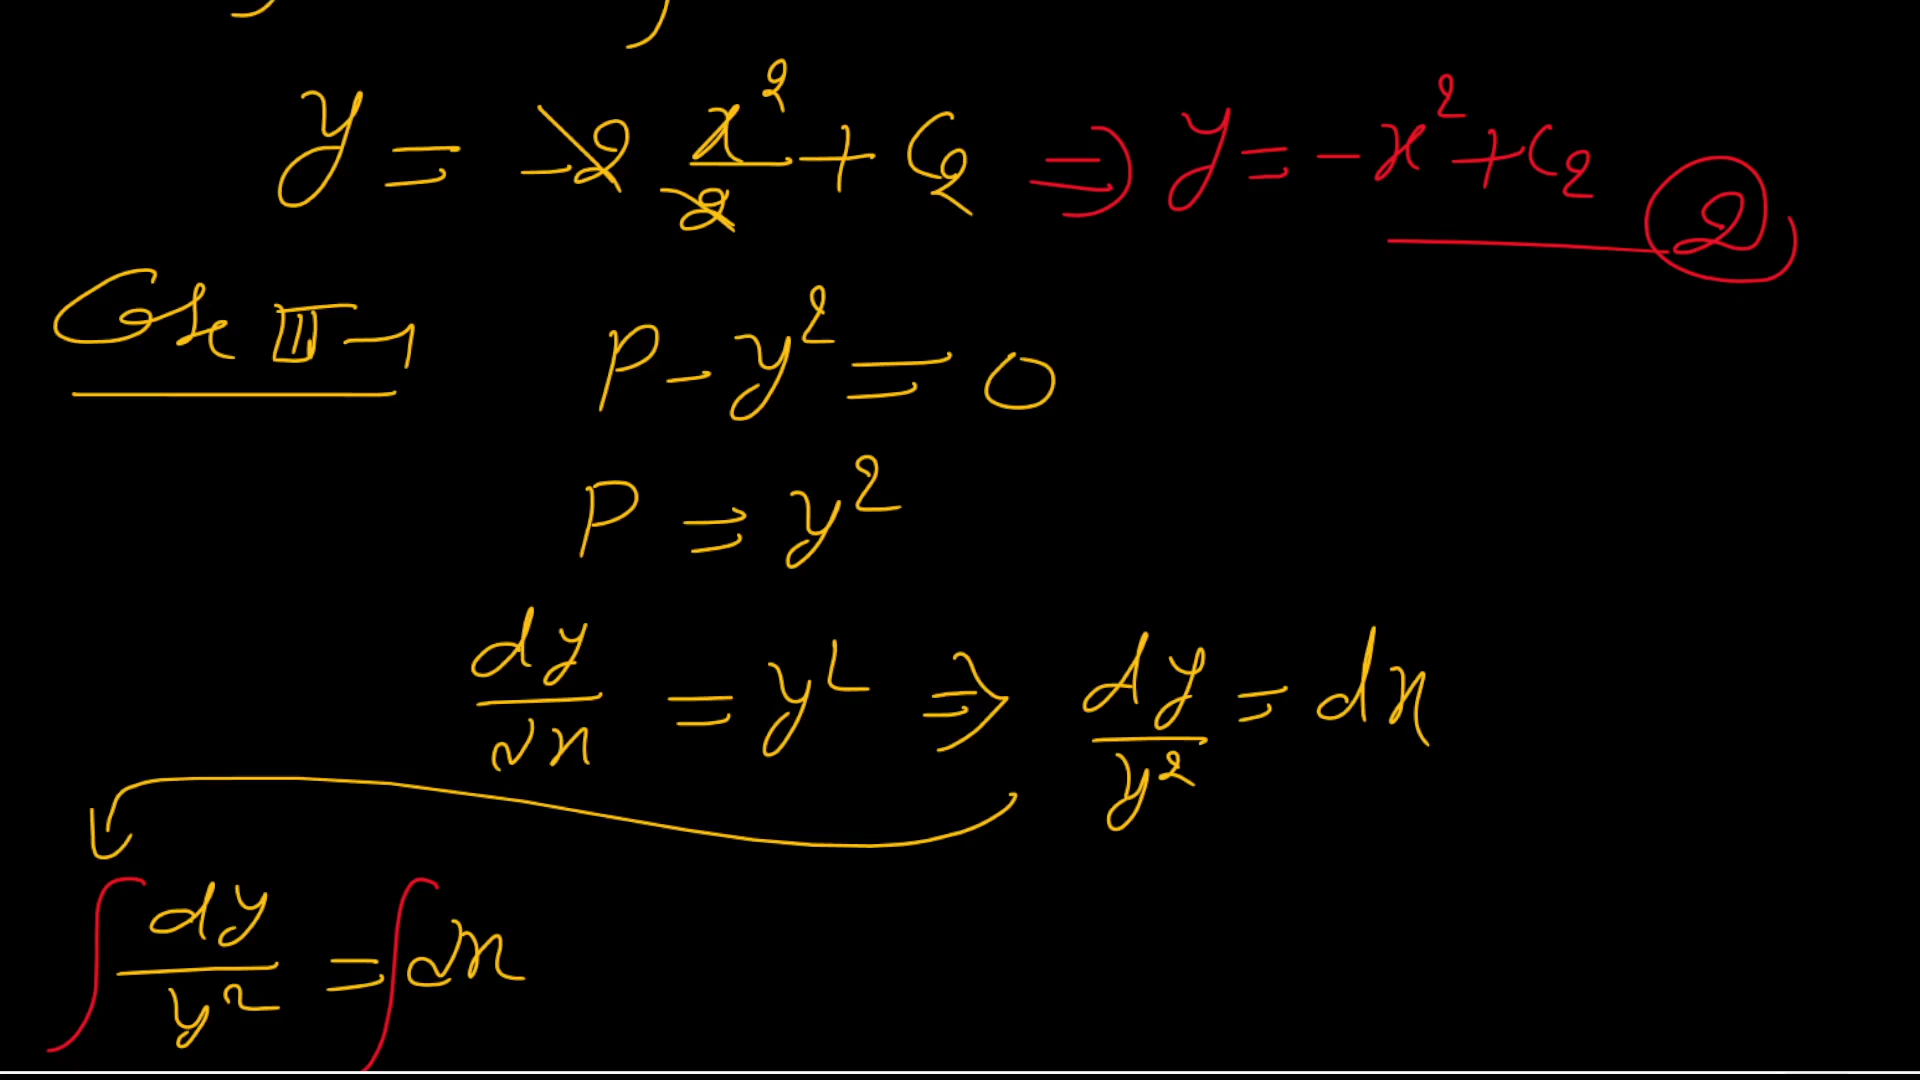 y = -2 x²/2 + C₂ ⇒ y = -x² + C₂ (2)
Case III - P - y² = 0
P = y²
dy/dx = y² ⇒ dy/y² = dx
∫ dy/y² = ∫ dx